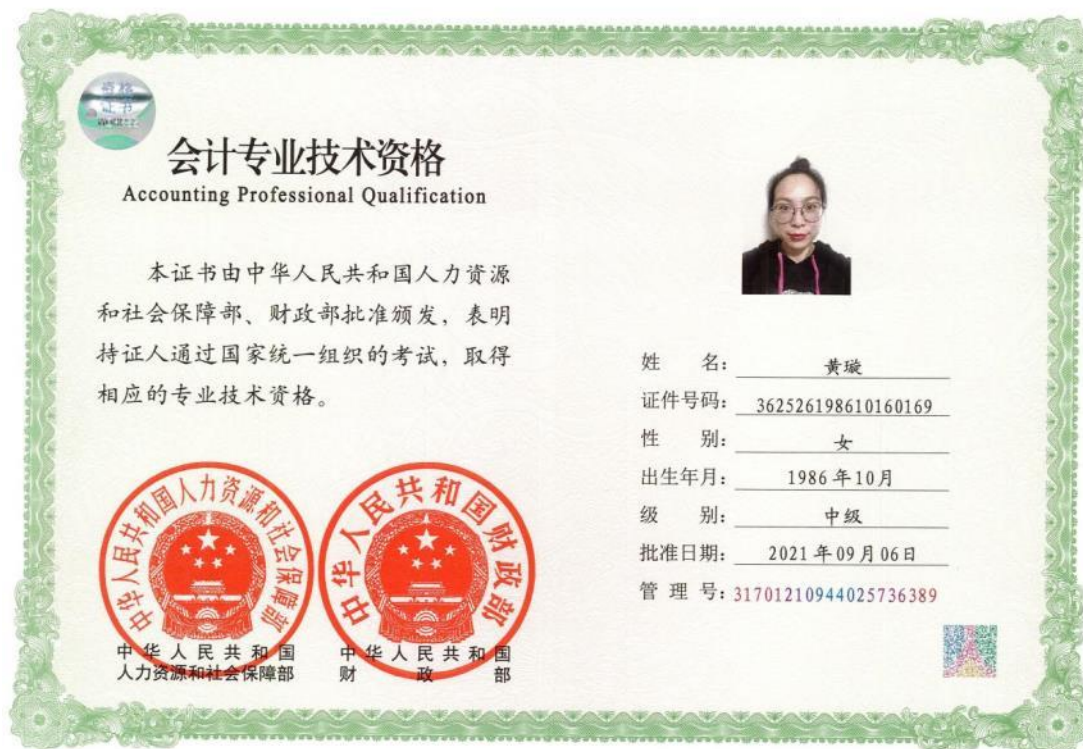 资格
证书
会计专业技术资格
Accounting Professional Qualification
本证书由中华人民共和国人力资源
和社会保障部、财政部批准颁发，表明
持证人通过国家统一组织的考试，取得
相应的专业技术资格。
中华人民共和国人力资源和社会保障部
中华人民共和国财政部
中华人民共和国
人力资源和社会保障部
中华人民共和国
财政部
姓名：黄璇
证件号码：362526198610160169
性别：女
出生年月：1986年10月
级别：中级
批准日期：2021年09月06日
管理号：31701210944025736389